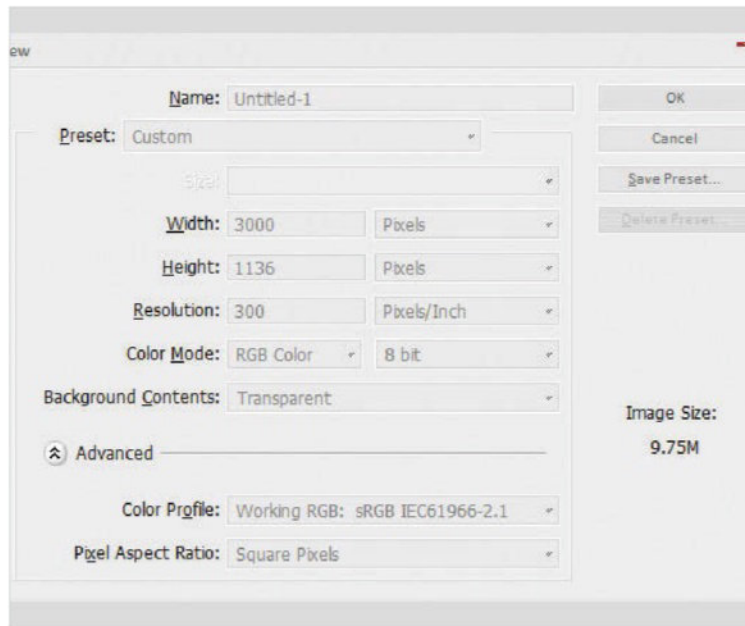 ew
Name: Untitled-1
OK
Preset: Custom
Cancel
Size:
Save Preset...
Width: 3000 Pixels
Delete Preset...
Height: 1136 Pixels
Resolution: 300 Pixels/Inch
Color Mode: RGB Color 8 bit
Background Contents: Transparent
Image Size:
9.75M
Advanced
Color Profile: Working RGB: sRGB IEC61966-2.1
Pixel Aspect Ratio: Square Pixels